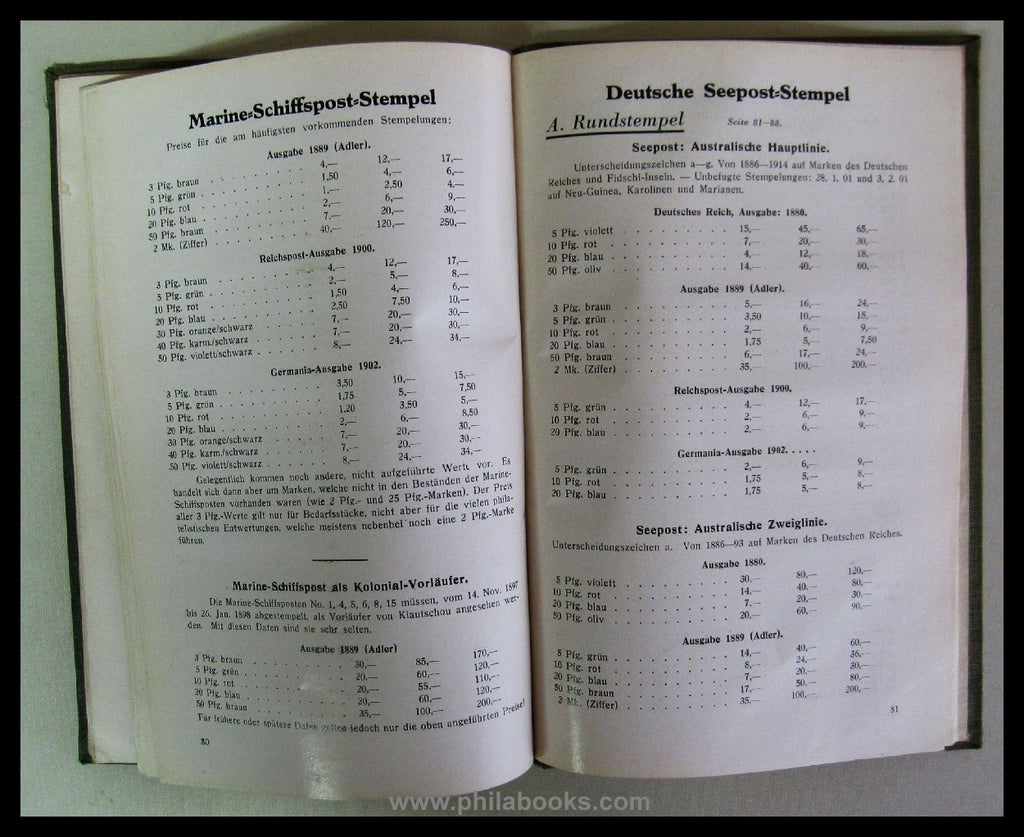 Marine-Schiffspost-Stempel
Preise für die am häufigsten vorkommenden Stempelungen:
Ausgabe 1889 (Adler).
3 Pfg. braun . . . . . . . . 4,— 12,— 17,—
5 Pfg. grün . . . . . . . . 1,50 4,— 6,—
10 Pfg. rot . . . . . . . . 1,— 2,50 4,—
20 Pfg. blau . . . . . . . . 2,— 6,— 9,—
50 Pfg. braun . . . . . . . . 7,— 20,— 30,—
2 Mk. (Ziffer) . . . . . . . . 40,— 120,— 250,—
Reichspost-Ausgabe 1900.
3 Pfg. braun . . . . . . . . 4,— 12,— 17,—
5 Pfg. grün . . . . . . . . 2,— 5,— 8,—
10 Pfg. rot . . . . . . . . 1,50 4,— 6,—
20 Pfg. blau . . . . . . . . 2,50 7,50 10,—
30 Pfg. orange/schwarz . . . . . 7,— 20,— 30,—
40 Pfg. karm./schwarz . . . . . 7,— 20,— 30,—
50 Pfg. violett/schwarz . . . . . 8,— 24,— 34,—
Germania-Ausgabe 1902.
3 Pfg. braun . . . . . . . . 3,50 10,— 15,—
5 Pfg. grün . . . . . . . . 1,75 5,— 7,50
10 Pfg. rot . . . . . . . . 1,20 3,50 5,—
20 Pfg. blau . . . . . . . . 2,— 6,— 8,50
30 Pfg. orange/schwarz . . . . . 7,— 20,— 30,—
40 Pfg. karm./schwarz . . . . . 7,— 20,— 30,—
50 Pfg. violett/schwarz . . . . . 8,— 24,— 34,—
Gelegentlich kommen noch andere, nicht aufgeführte Werte vor. Es
handelt sich dann aber um Marken, welche nicht in den Beständen der Marine-
Schiffsposten vorhanden waren (wie 2 Pfg.- und 25 Pfg.-Marken). Der Preis
aller 3 Pfg.-Werte gilt nur für Bedarfsstücke, nicht aber für die vielen phila-
telistischen Entwertungen, welche meistens nebenbei noch eine 2 Pfg.-Marke
führen.
Marine-Schiffspost als Kolonial-Vorläufer.
Die Marine-Schiffsposten No. 1, 4, 5, 6, 8, 15 müssen, vom 14. Nov. 1897
bis 26. Jan. 1898 abgestempelt, als Vorläufer von Kiautschou angesehen wer-
den. Mit diesen Daten sind sie sehr selten.
Ausgabe 1889 (Adler)
3 Pfg. braun . . . . . . . . 30,— 85,— 170,—
5 Pfg. grün . . . . . . . . 20,— 60,— 120,—
10 Pfg. rot . . . . . . . . 20,— 55,— 110,—
20 Pfg. blau . . . . . . . . 20,— 60,— 120,—
50 Pfg. braun . . . . . . . . 35,— 100,— 200,—
Für frühere oder spätere Daten gelten jedoch nur die oben angeführten Preise!
80
Deutsche Seepost-Stempel
A. Rundstempel Seite 81—88.
Seepost: Australische Hauptlinie.
Unterscheidungszeichen a—g. Von 1886—1914 auf Marken des Deutschen
Reiches und Fidschi-Inseln. — Unbefugte Stempelungen: 28. 1. 01 und 3. 2. 01
auf Neu-Guinea, Karolinen und Marianen.
Deutsches Reich, Ausgabe: 1880.
5 Pfg. violett . . . . . . . . 15,— 45,— 65,—
10 Pfg. rot . . . . . . . . 7,— 20,— 30,—
20 Pfg. blau . . . . . . . . 4,— 12,— 18,—
50 Pfg. oliv . . . . . . . . 14,— 40,— 60,—
Ausgabe 1889 (Adler).
3 Pfg. braun . . . . . . . . 5,— 16,— 24,—
5 Pfg. grün . . . . . . . . 3,50 10,— 15,—
10 Pfg. rot . . . . . . . . 2,— 6,— 9,—
20 Pfg. blau . . . . . . . . 1,75 5,— 7,50
50 Pfg. braun . . . . . . . . 6,— 17,— 24,—
2 Mk. (Ziffer) . . . . . . . . 35,— 100,— 200,—
Reichspost-Ausgabe 1900.
5 Pfg. grün . . . . . . . . 4,— 12,— 17,—
10 Pfg. rot . . . . . . . . 2,— 6,— 9,—
20 Pfg. blau . . . . . . . . 2,— 6,— 9,—
Germania-Ausgabe 1902. . . . .
5 Pfg. grün . . . . . . . . 2,— 6,— 9,—
10 Pfg. rot . . . . . . . . 1,75 5,— 8,—
20 Pfg. blau . . . . . . . . 1,75 5,— 8,—
Seepost: Australische Zweiglinie.
Unterscheidungszeichen a. Von 1886—93 auf Marken des Deutschen Reiches.
Ausgabe 1880.
5 Pfg. violett . . . . . . . . 30,— 80,— 120,—
10 Pfg. rot . . . . . . . . 14,— 40,— 80,—
20 Pfg. blau . . . . . . . . 7,— 20,— 30,—
50 Pfg. oliv . . . . . . . . 20,— 60,— 90,—
Ausgabe 1889 (Adler).
5 Pfg. grün . . . . . . . . 14,— 40,— 60,—
10 Pfg. rot . . . . . . . . 8,— 24,— 36,—
20 Pfg. blau . . . . . . . . 7,— 20,— 30,—
50 Pfg. braun . . . . . . . . 17,— 50,— 80,—
2 Mk. (Ziffer) . . . . . . . . 35,— 100,— 200,—
81
www.philabooks.com